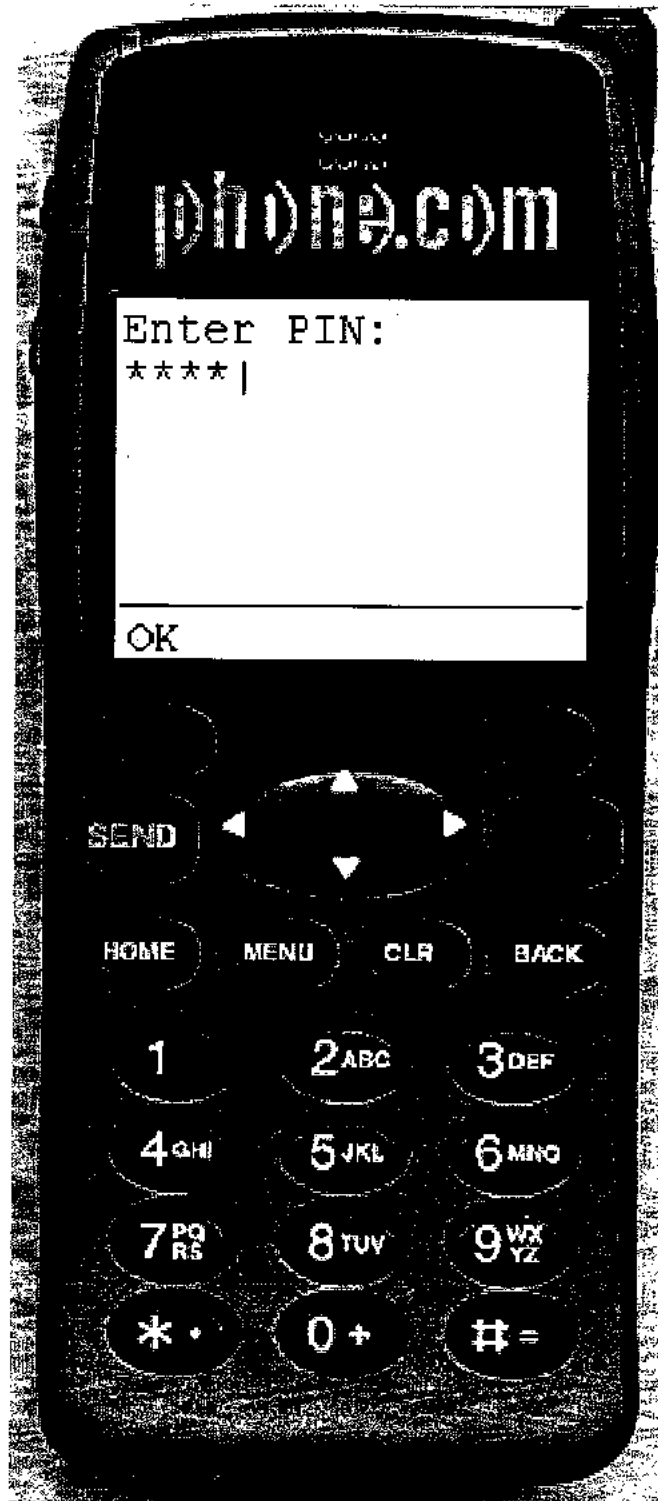 phone.com
Enter PIN:
****|
OK
SEND
HOME MENU CLR BACK
1 2ABC 3DEF
4GHI 5JKL 6MNO
7PQRS 8TUV 9WXYZ
*· 0+ #=